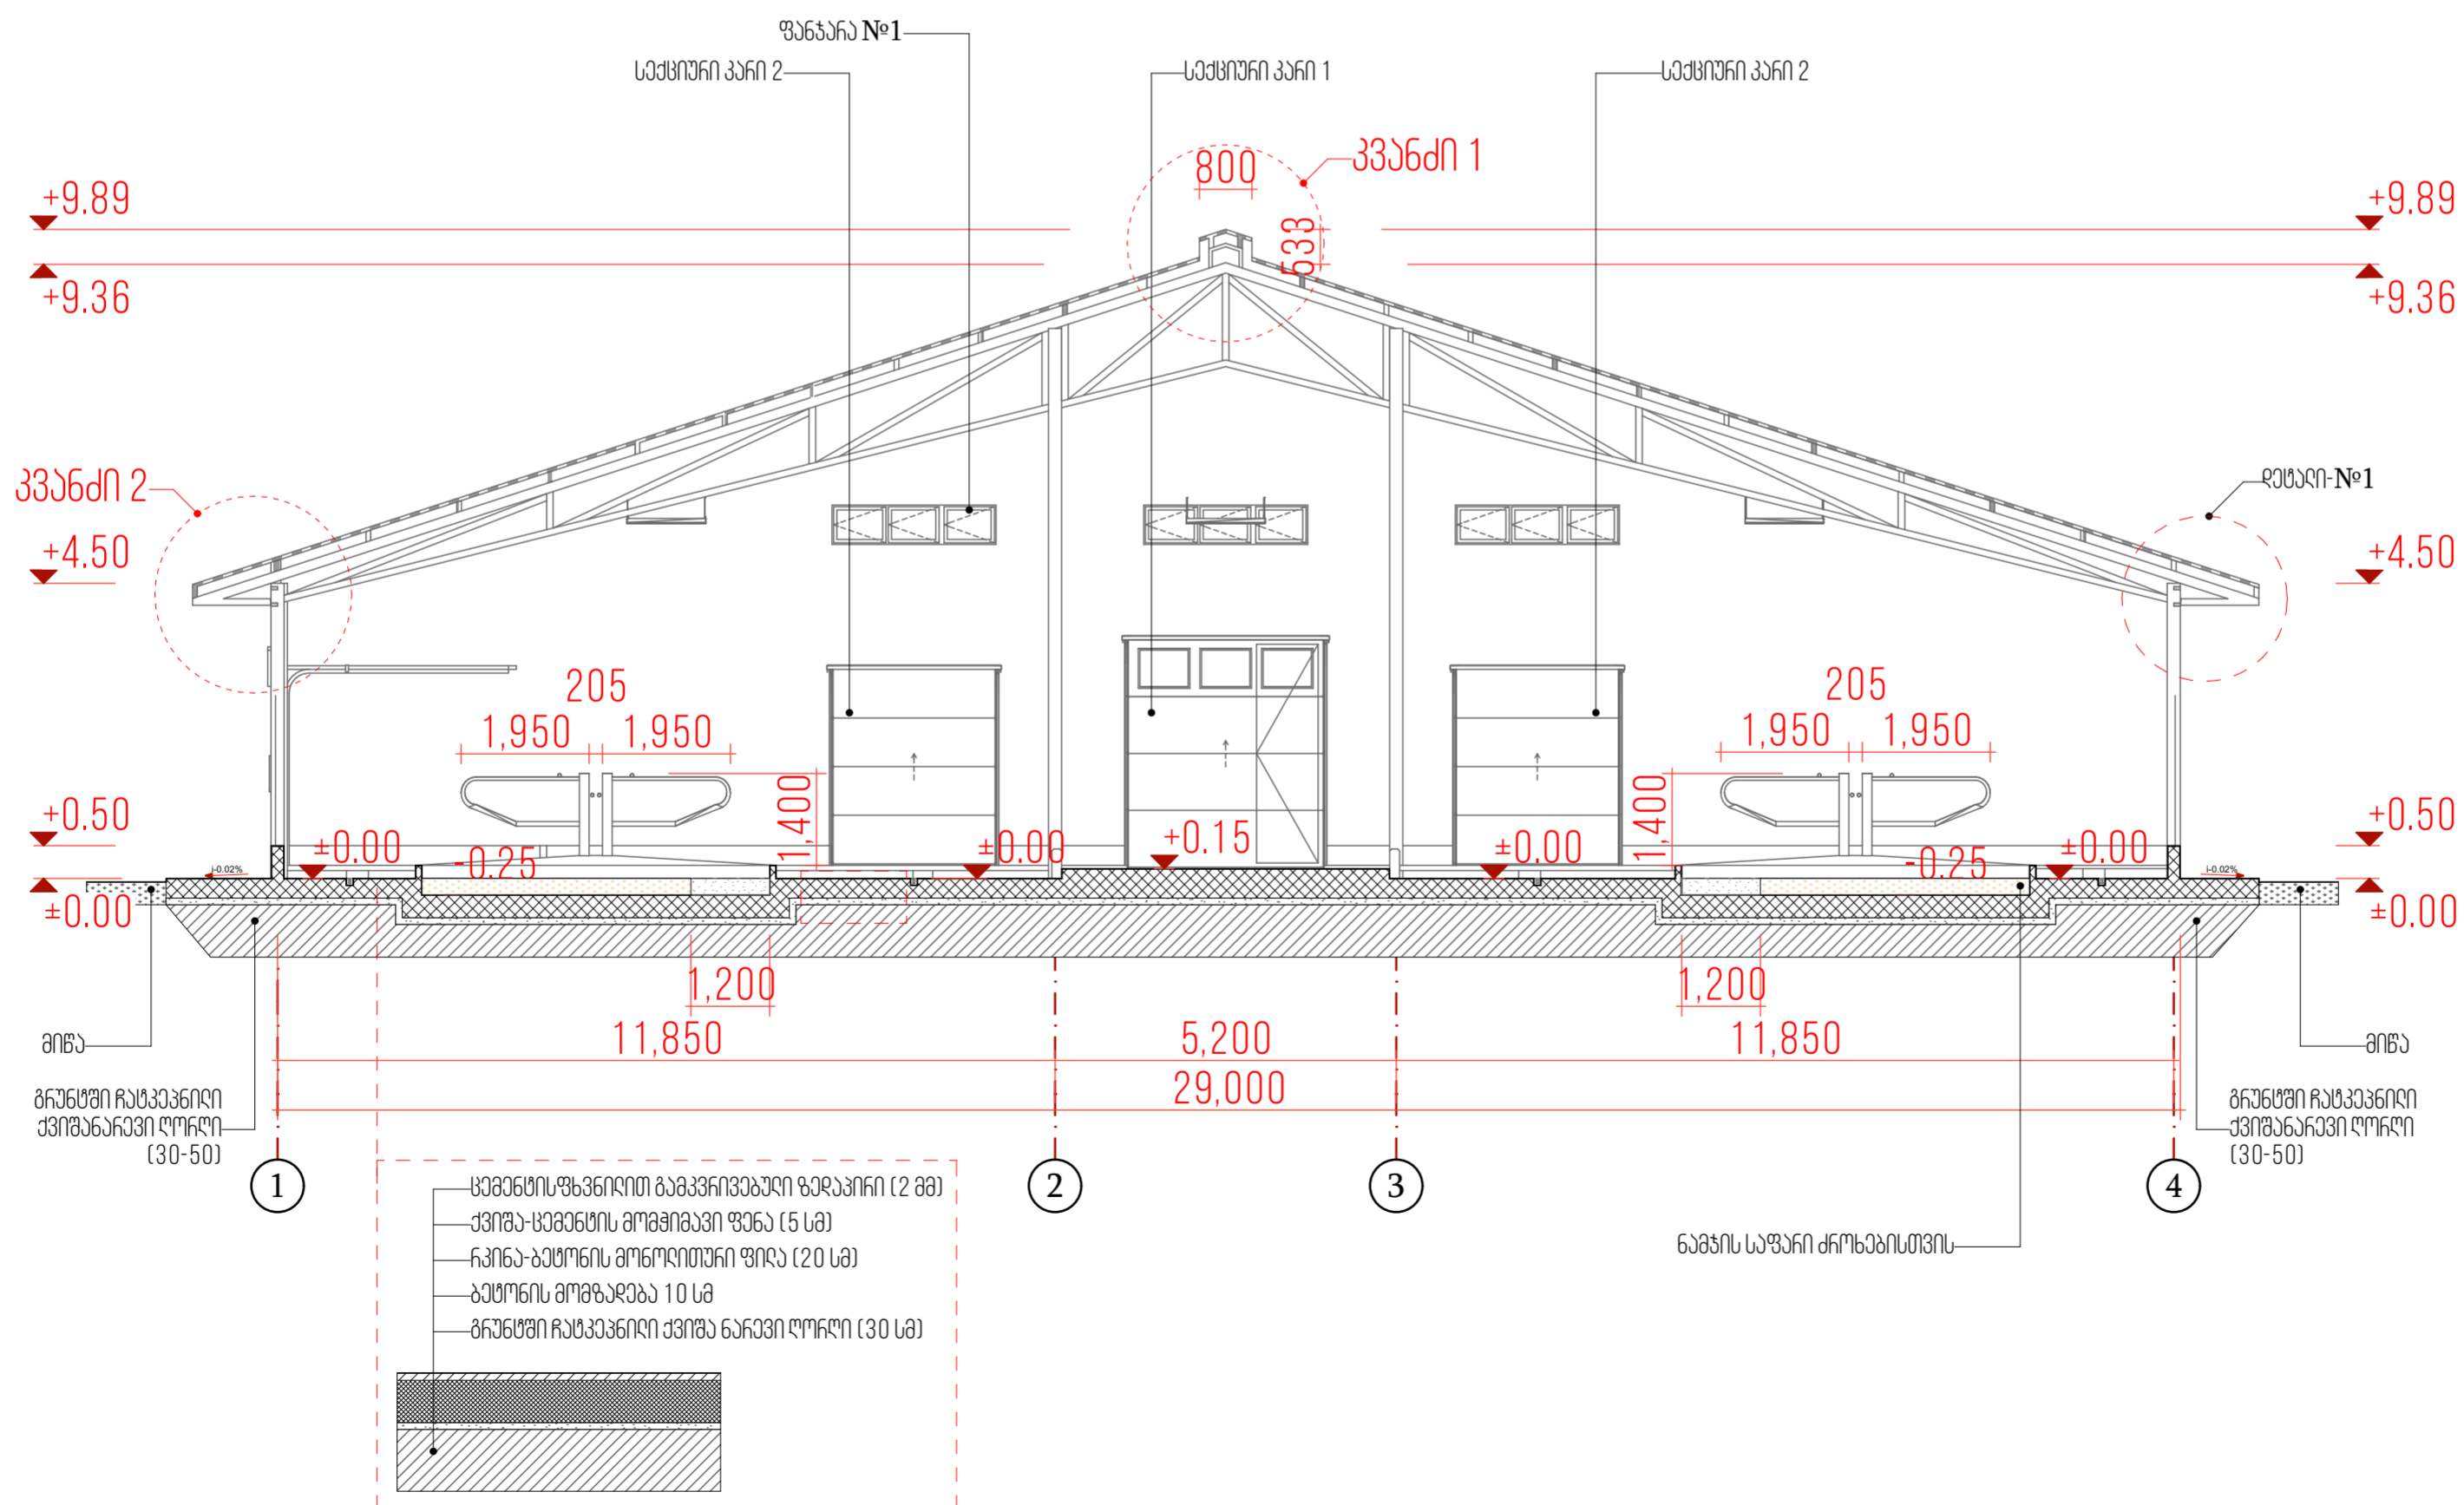 ფანჯარა №1
სექციური კარი 2
სექციური კარი 1
სექციური კარი 2
კვანძი 1
800
533
+9.89
+9.89
+9.36
+9.36
კვანძი 2
დეტალი-№1
+4.50
+4.50
205
1,950
1,950
1,400
205
1,950
1,950
1,400
+0.50
+0.50
±0.00
-0.25
±0.00
+0.15
±0.00
-0.25
±0.00
i-0.02%
i-0.02%
±0.00
±0.00
1,200
1,200
11,850
5,200
11,850
29,000
მიწა
მიწა
გრუნტში ჩატკეპნილი
ქვიშანარევი ღორღი
(30-50)
გრუნტში ჩატკეპნილი
ქვიშანარევი ღორღი
(30-50)
1
2
3
4
ცემენტისფხვნილით გამკვრივებული ზედაპირი (2 მმ)
ქვიშა-ცემენტის მომჭიმავი ფენა (5 სმ)
რკინა-ბეტონის მონოლითური ფილა (20 სმ)
ბეტონის მომზადება 10 სმ
გრუნტში ჩატკეპნილი ქვიშა ნარევი ღორღი (30 სმ)
ნამჯის საფარი ძროხებისთვის